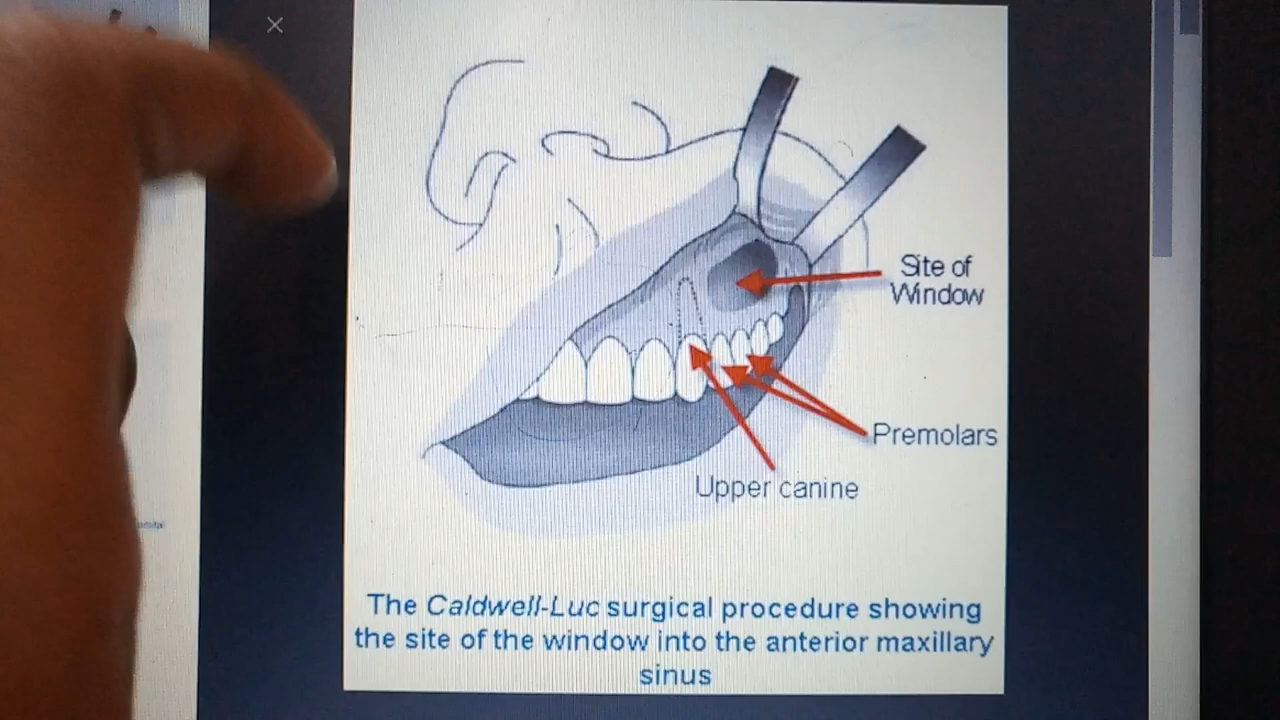 Site of
Window
Premolars
Upper canine
The Caldwell-Luc surgical procedure showing
the site of the window into the anterior maxillary
sinus